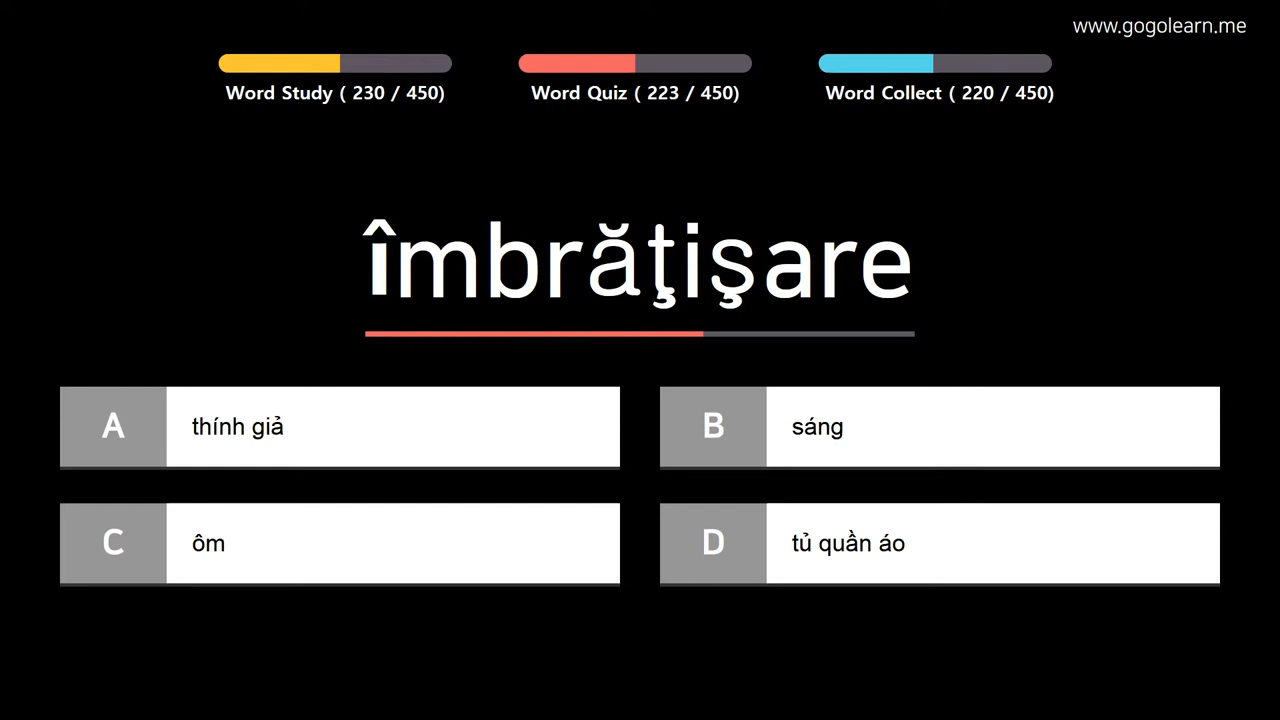 www.gogolearn.me
Word Study ( 230 / 450)
Word Quiz ( 223 / 450)
Word Collect ( 220 / 450)
îmbrăţişare
A thính giả
B sáng
C ôm
D tủ quần áo